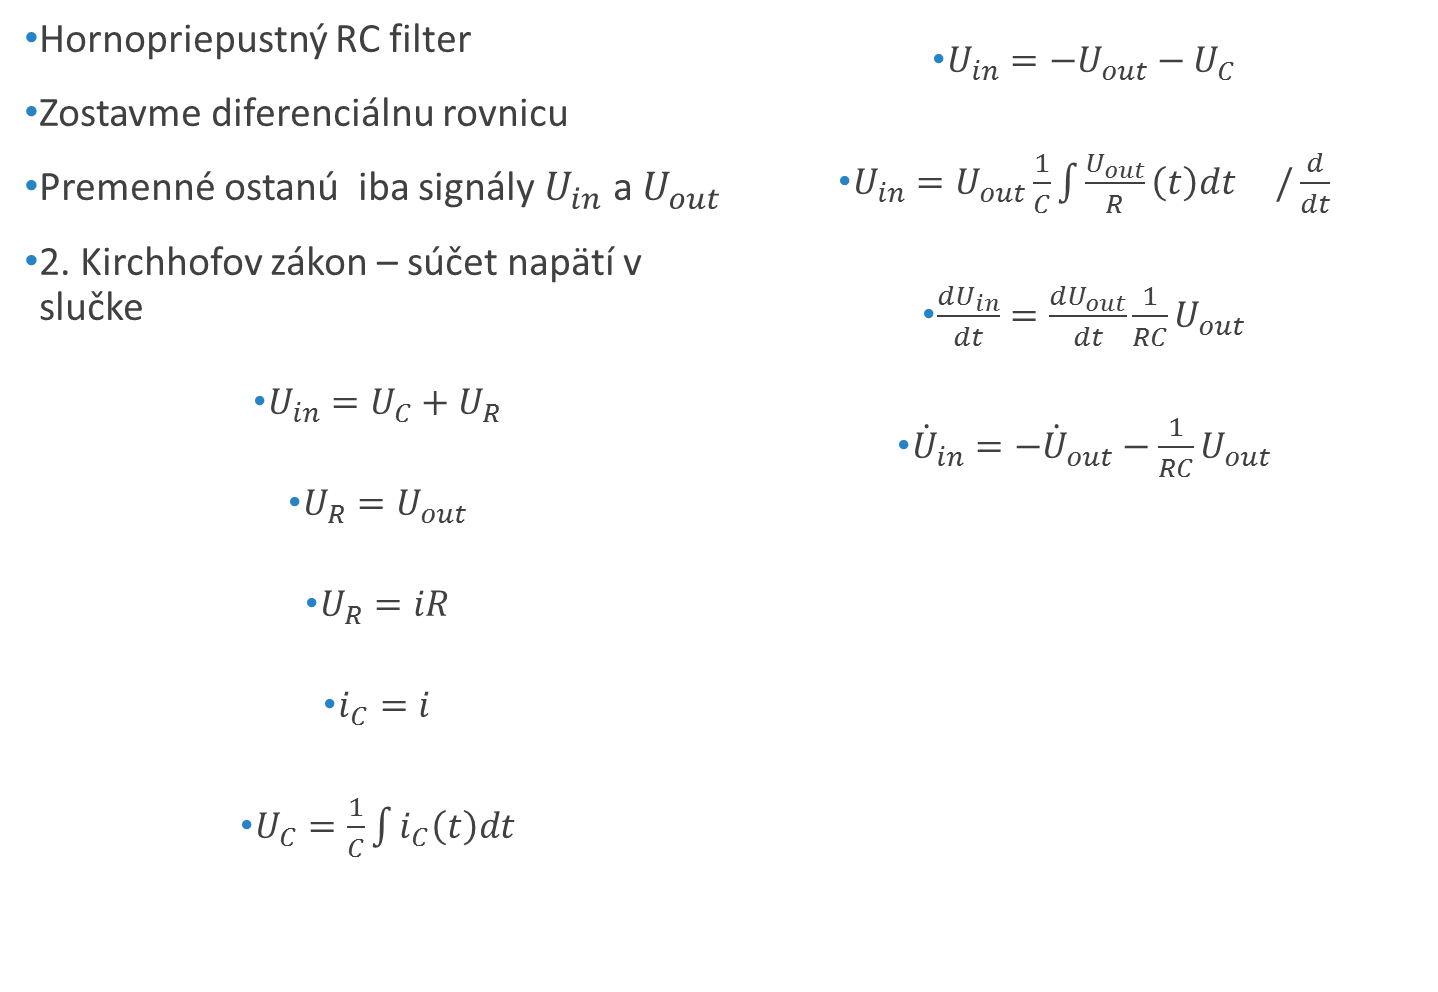 •Hornopriepustný RC filter
•Zostavme diferenciálnu rovnicu
•Premenné ostanú  iba signály U_in a U_out
•2. Kirchhofov zákon – súčet napätí v
slučke
•U_in = U_C + U_R
•U_R = U_out
•U_R = iR
•i_C = i
•U_C = 1/C ∫ i_C(t)dt
•U_in = −U_out − U_C
•U_in = U_out 1/C ∫ U_out/R (t)dt   / d/dt
•dU_in/dt = dU_out/dt 1/RC U_out
•U̇_in = −U̇_out − 1/RC U_out